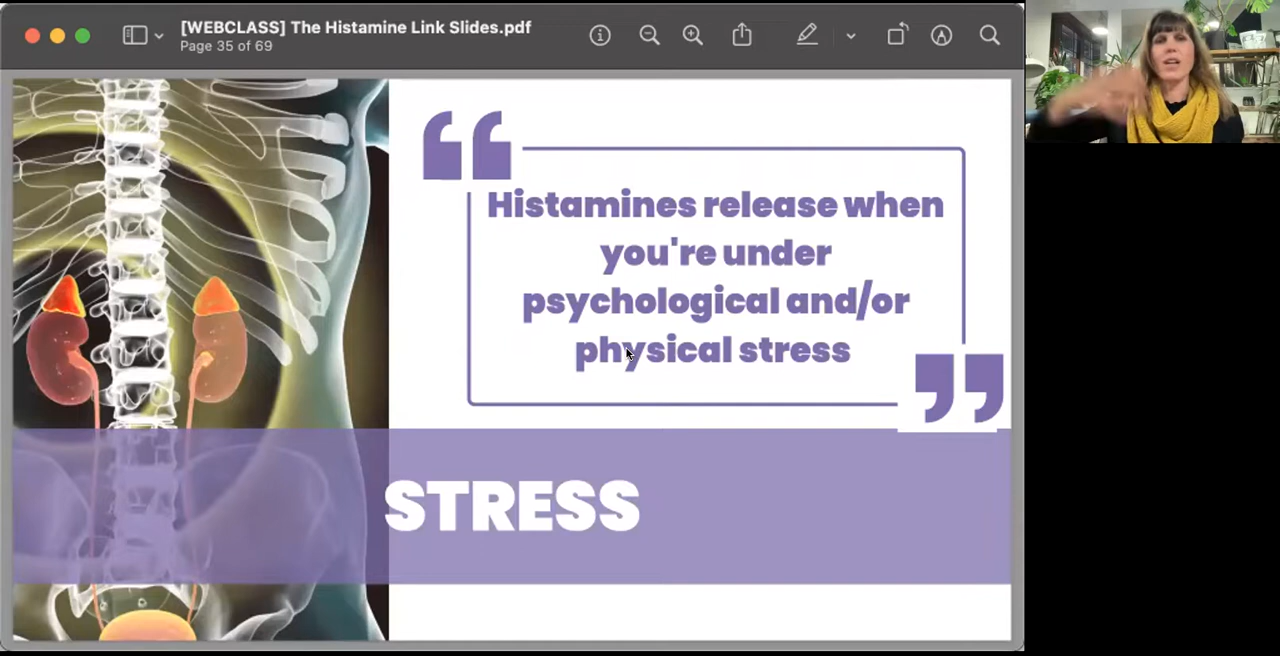 [WEBCLASS] The Histamine Link Slides.pdf
Page 35 of 69
“
Histamines release when
you're under
psychological and/or
physical stress
”
STRESS